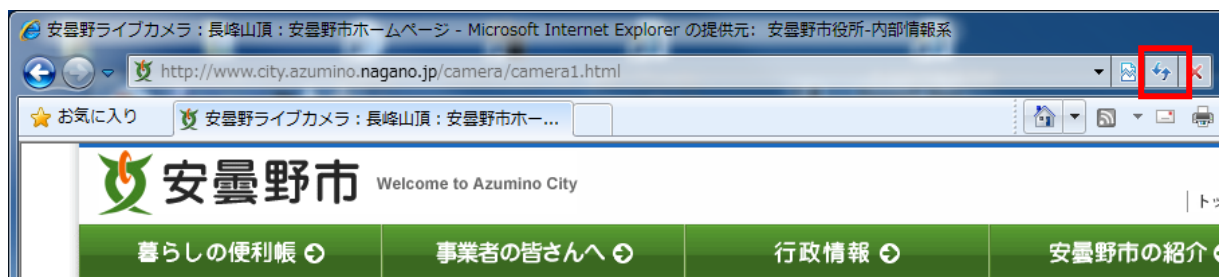 安曇野ライブカメラ：長峰山頂：安曇野市ホームページ - Microsoft Internet Explorer の提供元: 安曇野市役所-内部情報系
http://www.city.azumino.nagano.jp/camera/camera1.html
お気に入り
安曇野ライブカメラ：長峰山頂：安曇野市ホー...
安曇野市 Welcome to Azumino City
| トッ
暮らしの便利帳 事業者の皆さんへ 行政情報 安曇野市の紹介